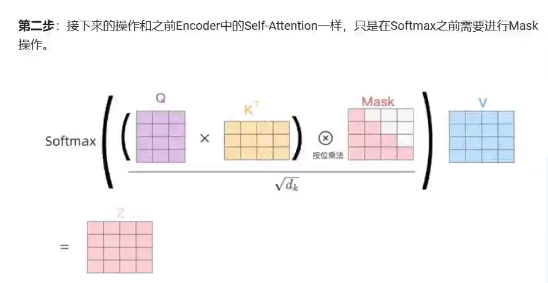 第二步：接下来的操作和之前Encoder中的Self-Attention一样，只是在Softmax之前需要进行Mask
操作。
Q
K^T
Mask
V
Softmax
×
⊗
按位乘法
√d_k
Z
=